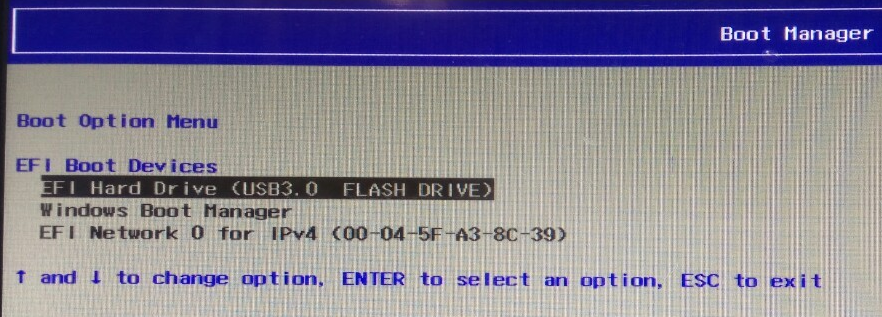 Boot Manager
Boot Option Menu
EFI Boot Devices
EFI Hard Drive (USB3.0 FLASH DRIVE)
Windows Boot Manager
EFI Network 0 for IPv4 (00-04-5F-A3-8C-39)
↑ and ↓ to change option, ENTER to select an option, ESC to exit